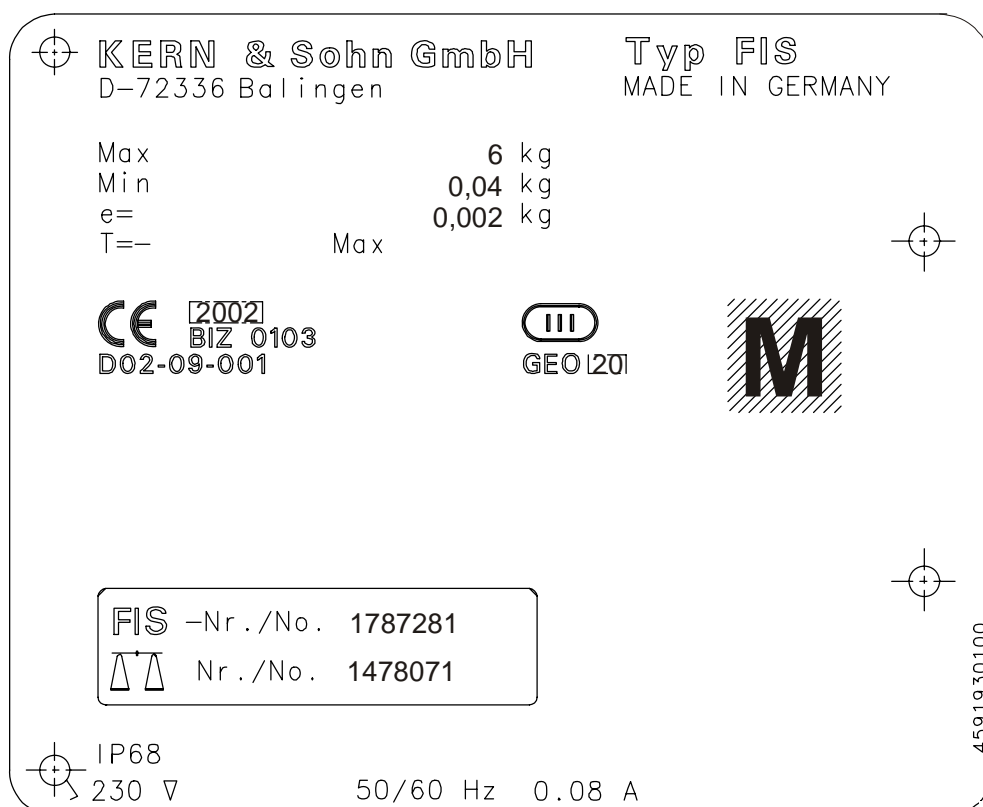 KERN & Sohn GmbH
Typ FIS
D-72336 Balingen
MADE IN GERMANY
Max 6 kg
Min 0,04 kg
e= 0,002 kg
T=- Max
CE 2002
BIZ 0103
D02-09-001
III
GEO 20
M
FIS -Nr./No. 1787281
Nr./No. 1478071
IP68
230 V 50/60 Hz 0.08 A
4591930100